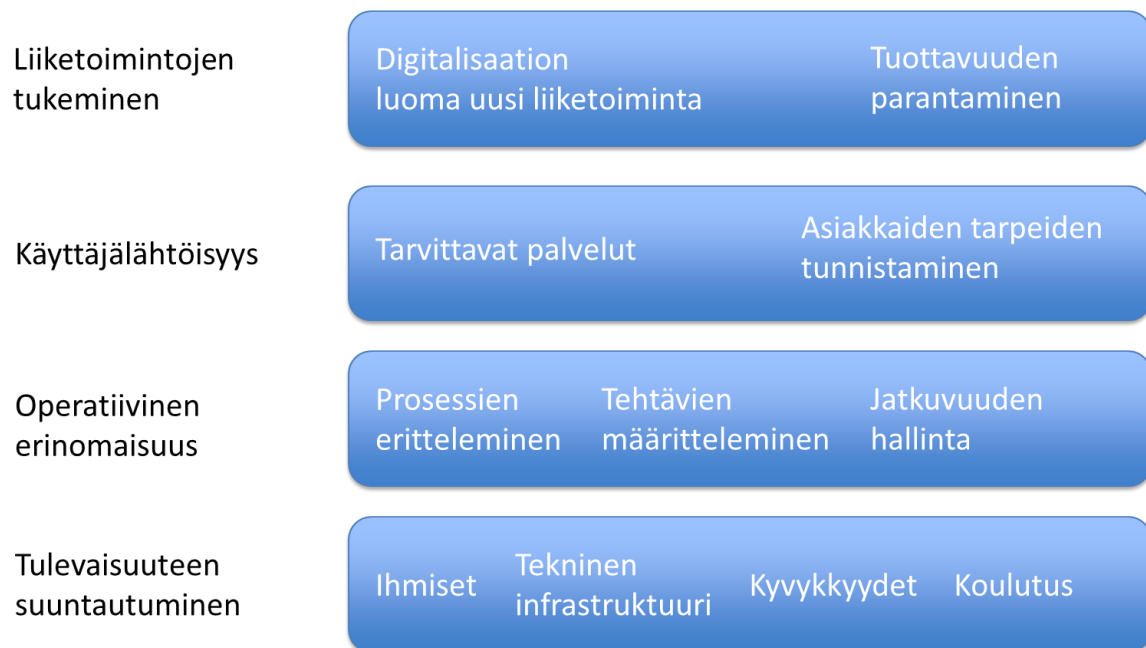 Liiketoimintojen
tukeminen
Digitalisaation
luoma uusi liiketoiminta
Tuottavuuden
parantaminen
Käyttäjälähtöisyys
Tarvittavat palvelut
Asiakkaiden tarpeiden
tunnistaminen
Operatiivinen
erinomaisuus
Prosessien
eritteleminen
Tehtävien
määritteleminen
Jatkuvuuden
hallinta
Tulevaisuuteen
suuntautuminen
Ihmiset
Tekninen
infrastruktuuri
Kyvykkyydet
Koulutus